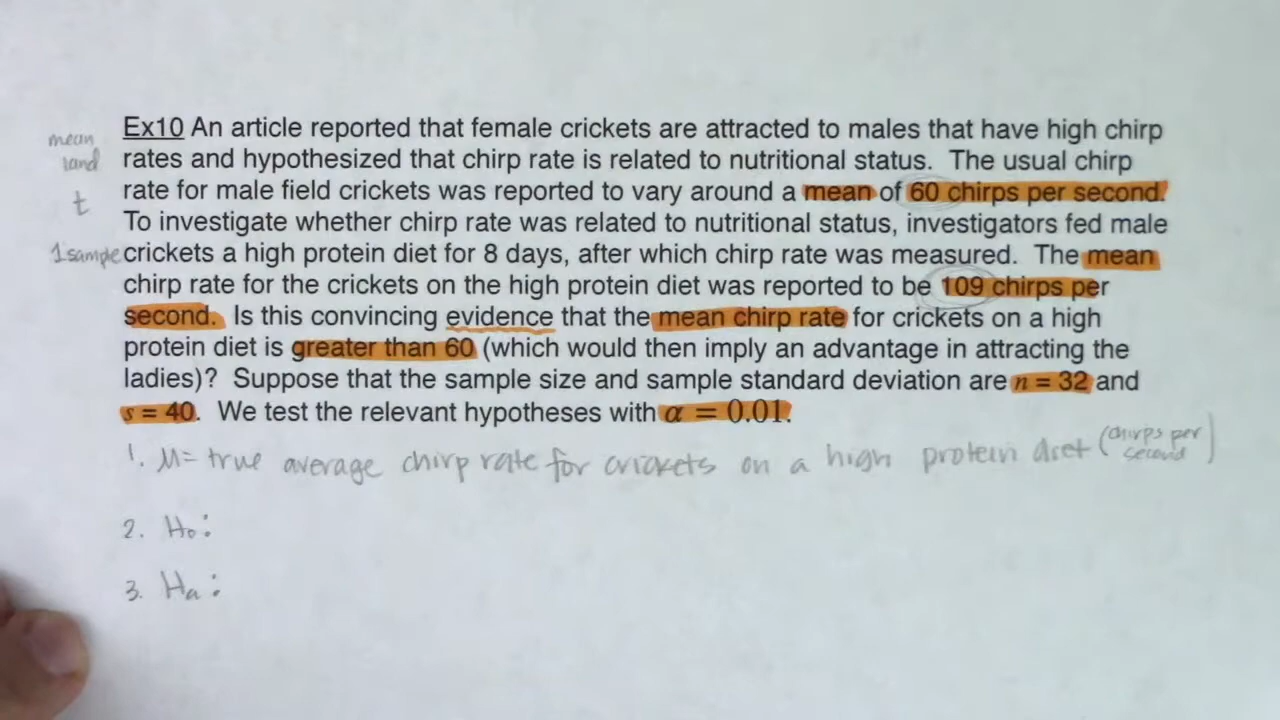 mean
land
t
1 sample
Ex10 An article reported that female crickets are attracted to males that have high chirp
rates and hypothesized that chirp rate is related to nutritional status. The usual chirp
rate for male field crickets was reported to vary around a mean of 60 chirps per second.
To investigate whether chirp rate was related to nutritional status, investigators fed male
crickets a high protein diet for 8 days, after which chirp rate was measured. The mean
chirp rate for the crickets on the high protein diet was reported to be 109 chirps per
second. Is this convincing evidence that the mean chirp rate for crickets on a high
protein diet is greater than 60 (which would then imply an advantage in attracting the
ladies)? Suppose that the sample size and sample standard deviation are n = 32 and
s = 40. We test the relevant hypotheses with α = 0.01.
1. μ = true average chirp rate for crickets on a high protein diet (chirps per second)
2. H₀:
3. Hₐ: